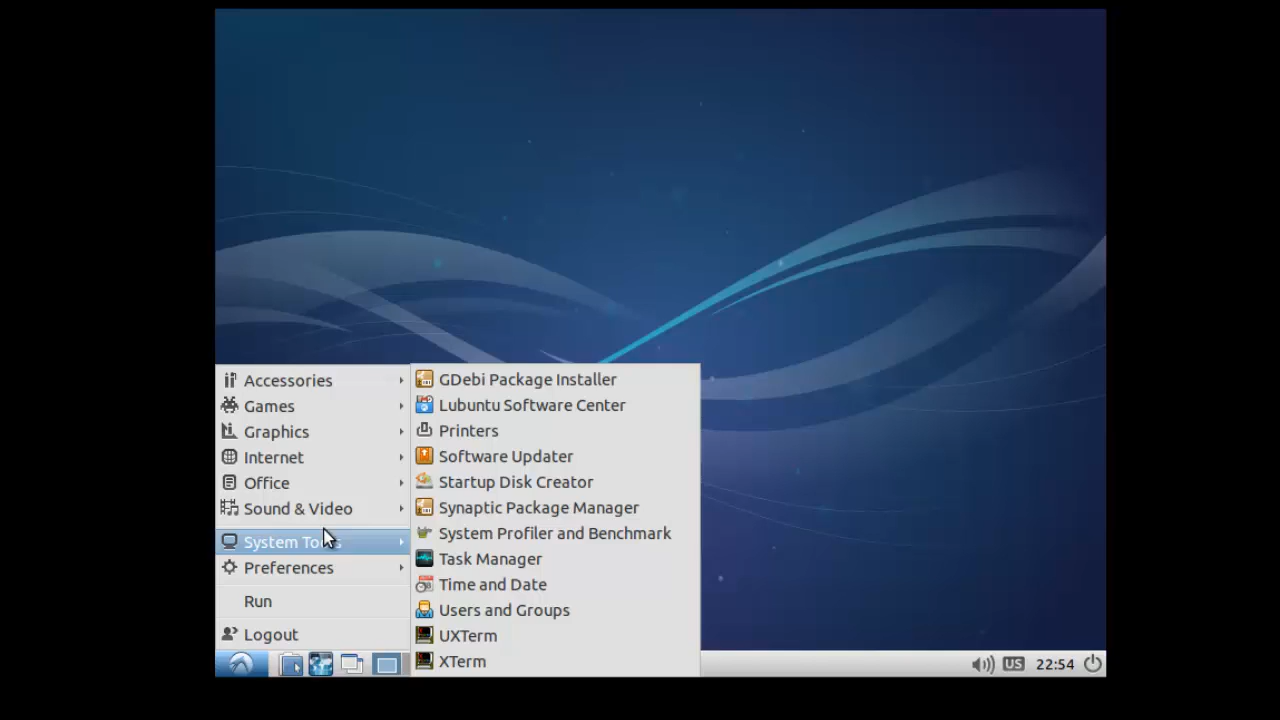 Accessories
Games
Graphics
Internet
Office
Sound & Video
System Tools
Preferences
Run
Logout
GDebi Package Installer
Lubuntu Software Center
Printers
Software Updater
Startup Disk Creator
Synaptic Package Manager
System Profiler and Benchmark
Task Manager
Time and Date
Users and Groups
UXTerm
XTerm
US 22:54